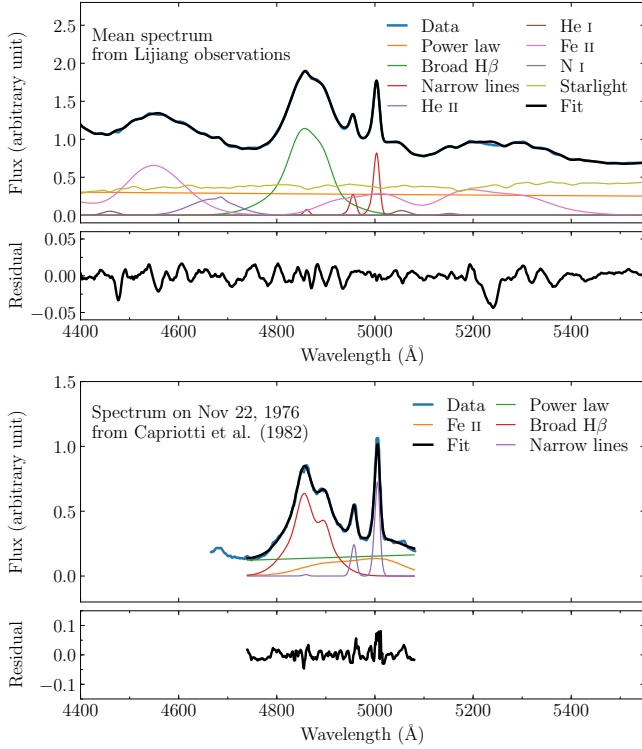 Mean spectrum
from Lijiang observations
Data
Power law
Broad Hβ
Narrow lines
He II
He I
Fe II
N I
Starlight
Fit
Flux (arbitrary unit)
2.5
2.0
1.5
1.0
0.5
0.0
Residual
0.05
0.00
−0.05
4400
4600
4800
5000
5200
5400
Wavelength (Å)
Spectrum on Nov 22, 1976
from Capriotti et al. (1982)
Data
Fe II
Fit
Power law
Broad Hβ
Narrow lines
Flux (arbitrary unit)
1.5
1.0
0.5
0.0
Residual
0.1
0.0
−0.1
4400
4600
4800
5000
5200
5400
Wavelength (Å)